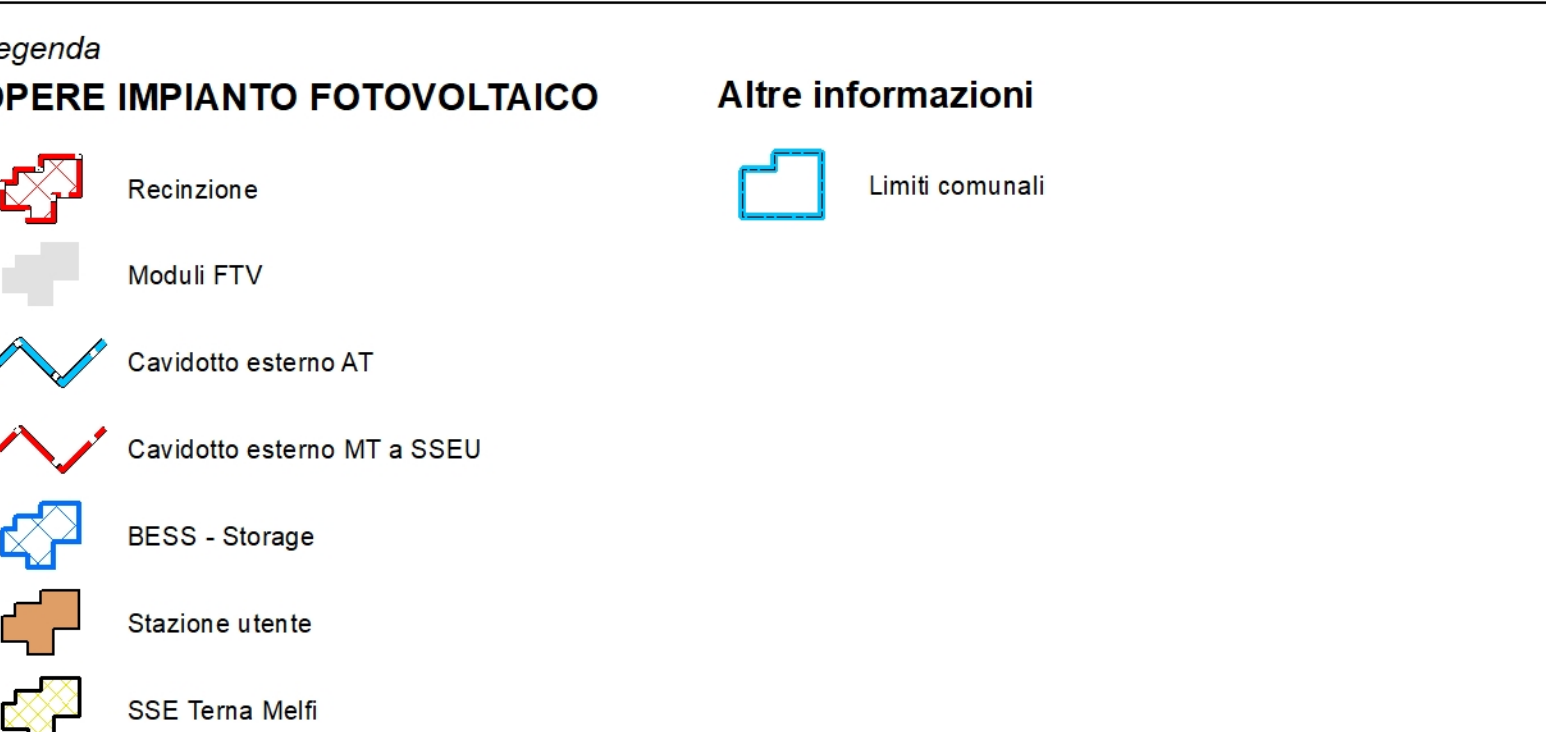 egenda
OPERE IMPIANTO FOTOVOLTAICO
Recinzione
Moduli FTV
Cavidotto esterno AT
Cavidotto esterno MT a SSEU
BESS - Storage
Stazione utente
SSE Terna Melfi
Altre informazioni
Limiti comunali